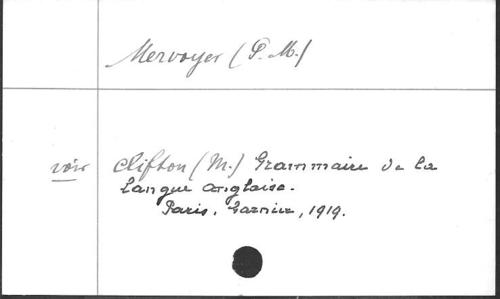 Mervoyer (P. M.)
voir Clifton (M.) Grammaire de la
langue anglaise.
Paris, Garnier, 1919.